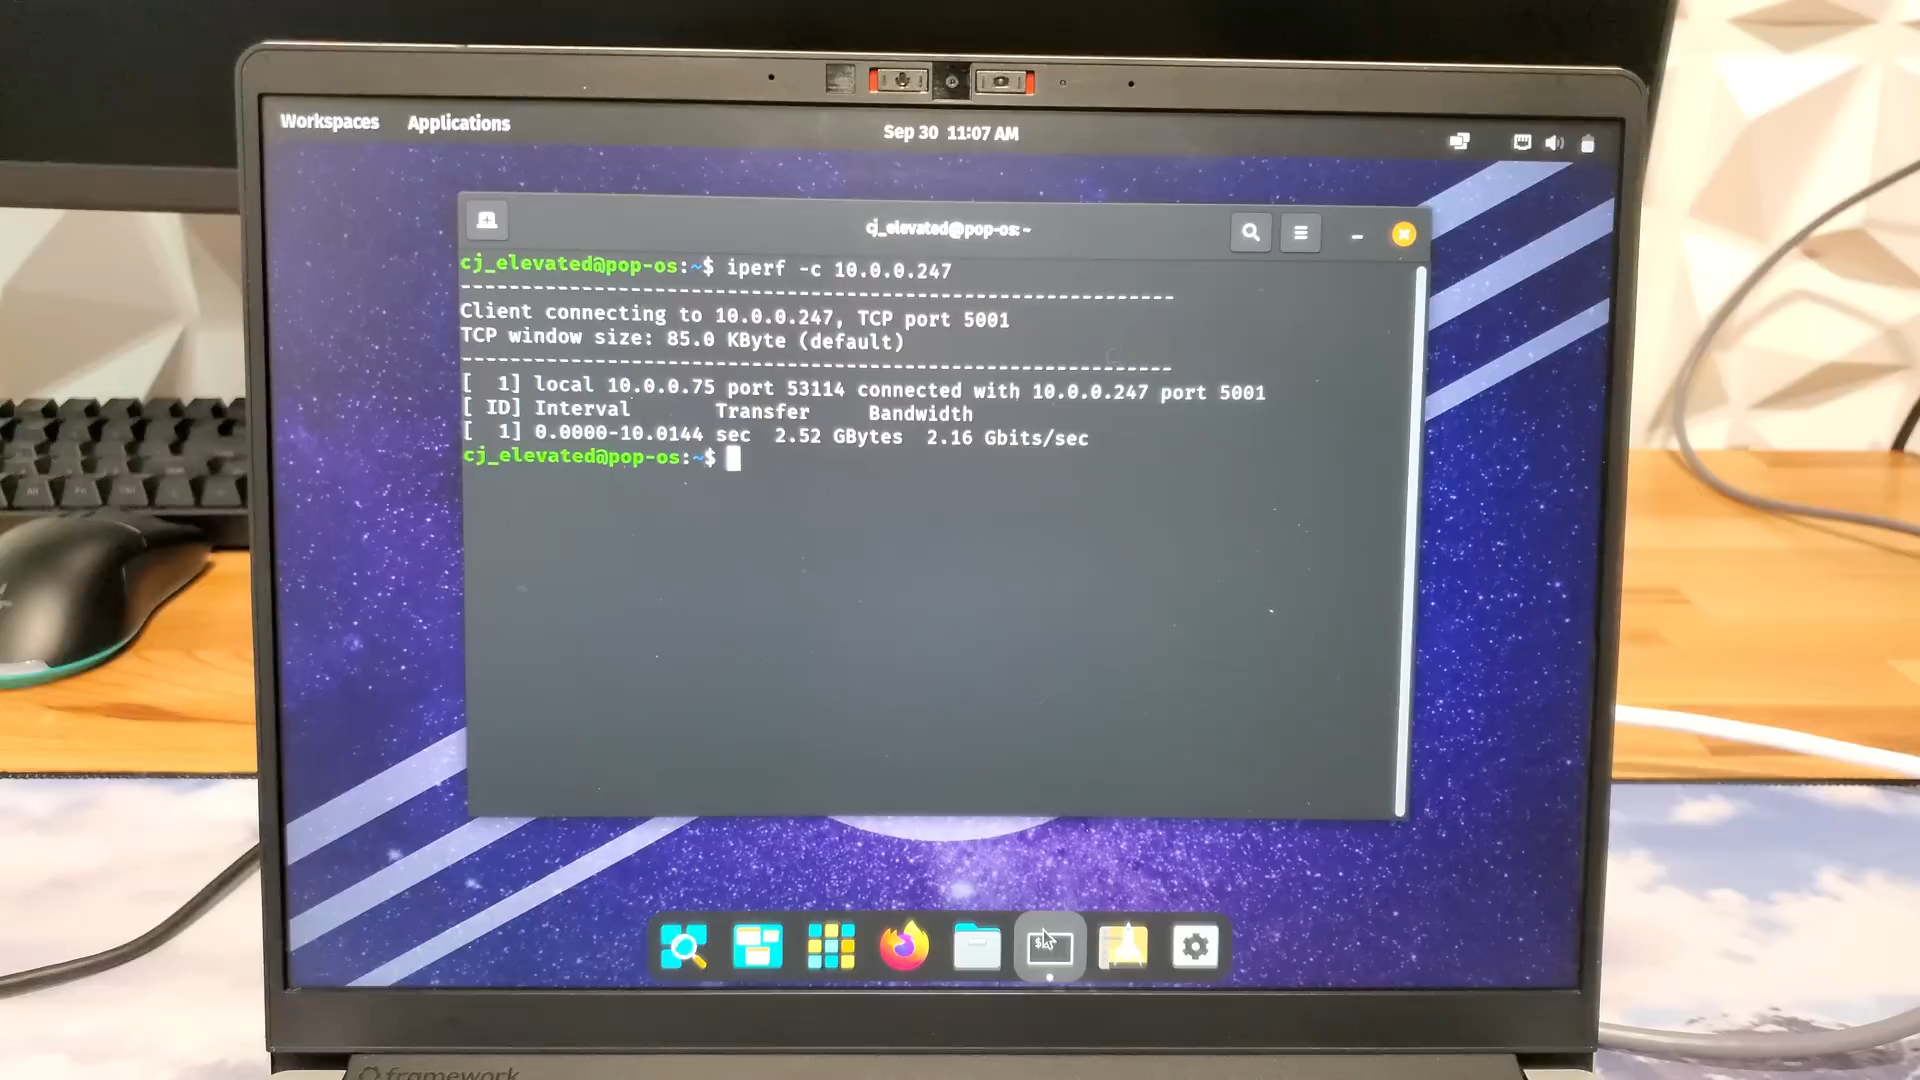 Workspaces Applications Sep 30 11:07 AM
cj_elevated@pop-os: ~
cj_elevated@pop-os:~$ iperf -c 10.0.0.247
------------------------------------------------------------
Client connecting to 10.0.0.247, TCP port 5001
TCP window size: 85.0 KByte (default)
------------------------------------------------------------
[  1] local 10.0.0.75 port 53114 connected with 10.0.0.247 port 5001
[ ID] Interval       Transfer     Bandwidth
[  1] 0.0000-10.0144 sec  2.52 GBytes  2.16 Gbits/sec
cj_elevated@pop-os:~$
framework